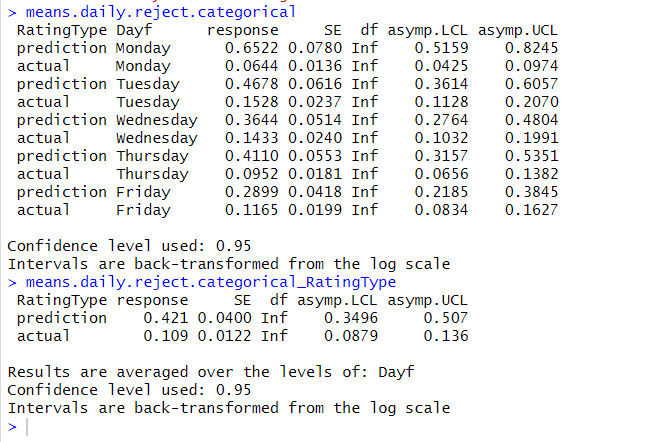 > means.daily.reject.categorical
RatingType Dayf response SE df asymp.LCL asymp.UCL
prediction Monday 0.6522 0.0780 Inf 0.5159 0.8245
actual Monday 0.0644 0.0136 Inf 0.0425 0.0974
prediction Tuesday 0.4678 0.0616 Inf 0.3614 0.6057
actual Tuesday 0.1528 0.0237 Inf 0.1128 0.2070
prediction Wednesday 0.3644 0.0514 Inf 0.2764 0.4804
actual Wednesday 0.1433 0.0240 Inf 0.1032 0.1991
prediction Thursday 0.4110 0.0553 Inf 0.3157 0.5351
actual Thursday 0.0952 0.0181 Inf 0.0656 0.1382
prediction Friday 0.2899 0.0418 Inf 0.2185 0.3845
actual Friday 0.1165 0.0199 Inf 0.0834 0.1627
Confidence level used: 0.95
Intervals are back-transformed from the log scale
> means.daily.reject.categorical_RatingType
RatingType response SE df asymp.LCL asymp.UCL
prediction 0.421 0.0400 Inf 0.3496 0.507
actual 0.109 0.0122 Inf 0.0879 0.136
Results are averaged over the levels of: Dayf
Confidence level used: 0.95
Intervals are back-transformed from the log scale
>